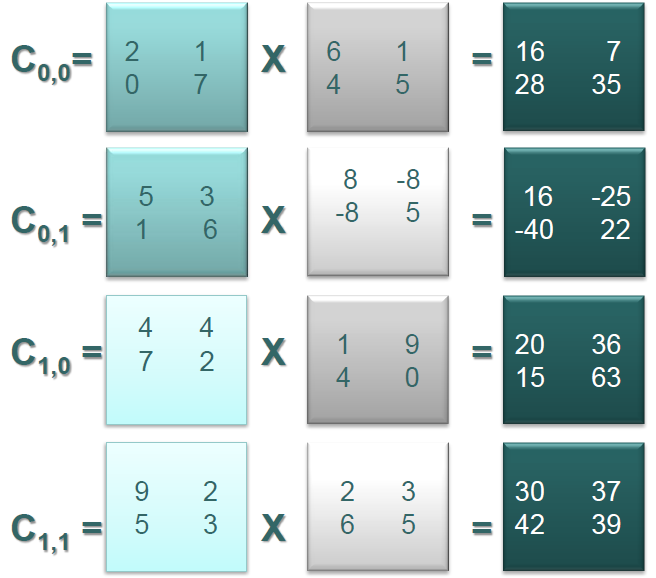 C0,0= 2 1 X 6 1 = 16 7
0 7 4 5 28 35
C0,1 = 5 3 X 8 -8 = 16 -25
1 6 -8 5 -40 22
C1,0 = 4 4 X 1 9 = 20 36
7 2 4 0 15 63
C1,1 = 9 2 X 2 3 = 30 37
5 3 6 5 42 39